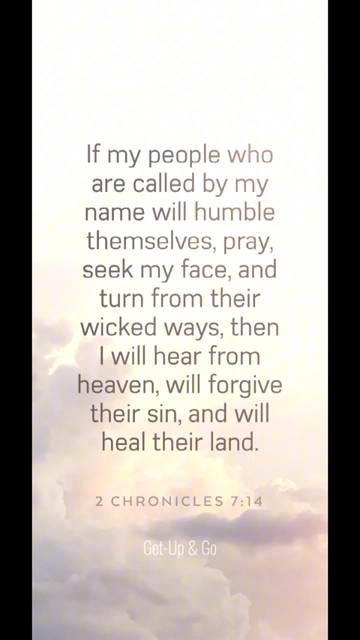 If my people who
are called by my
name will humble
themselves, pray,
seek my face, and
turn from their
wicked ways, then
I will hear from
heaven, will forgive
their sin, and will
heal their land.
2 CHRONICLES 7:14
Get-Up & Go